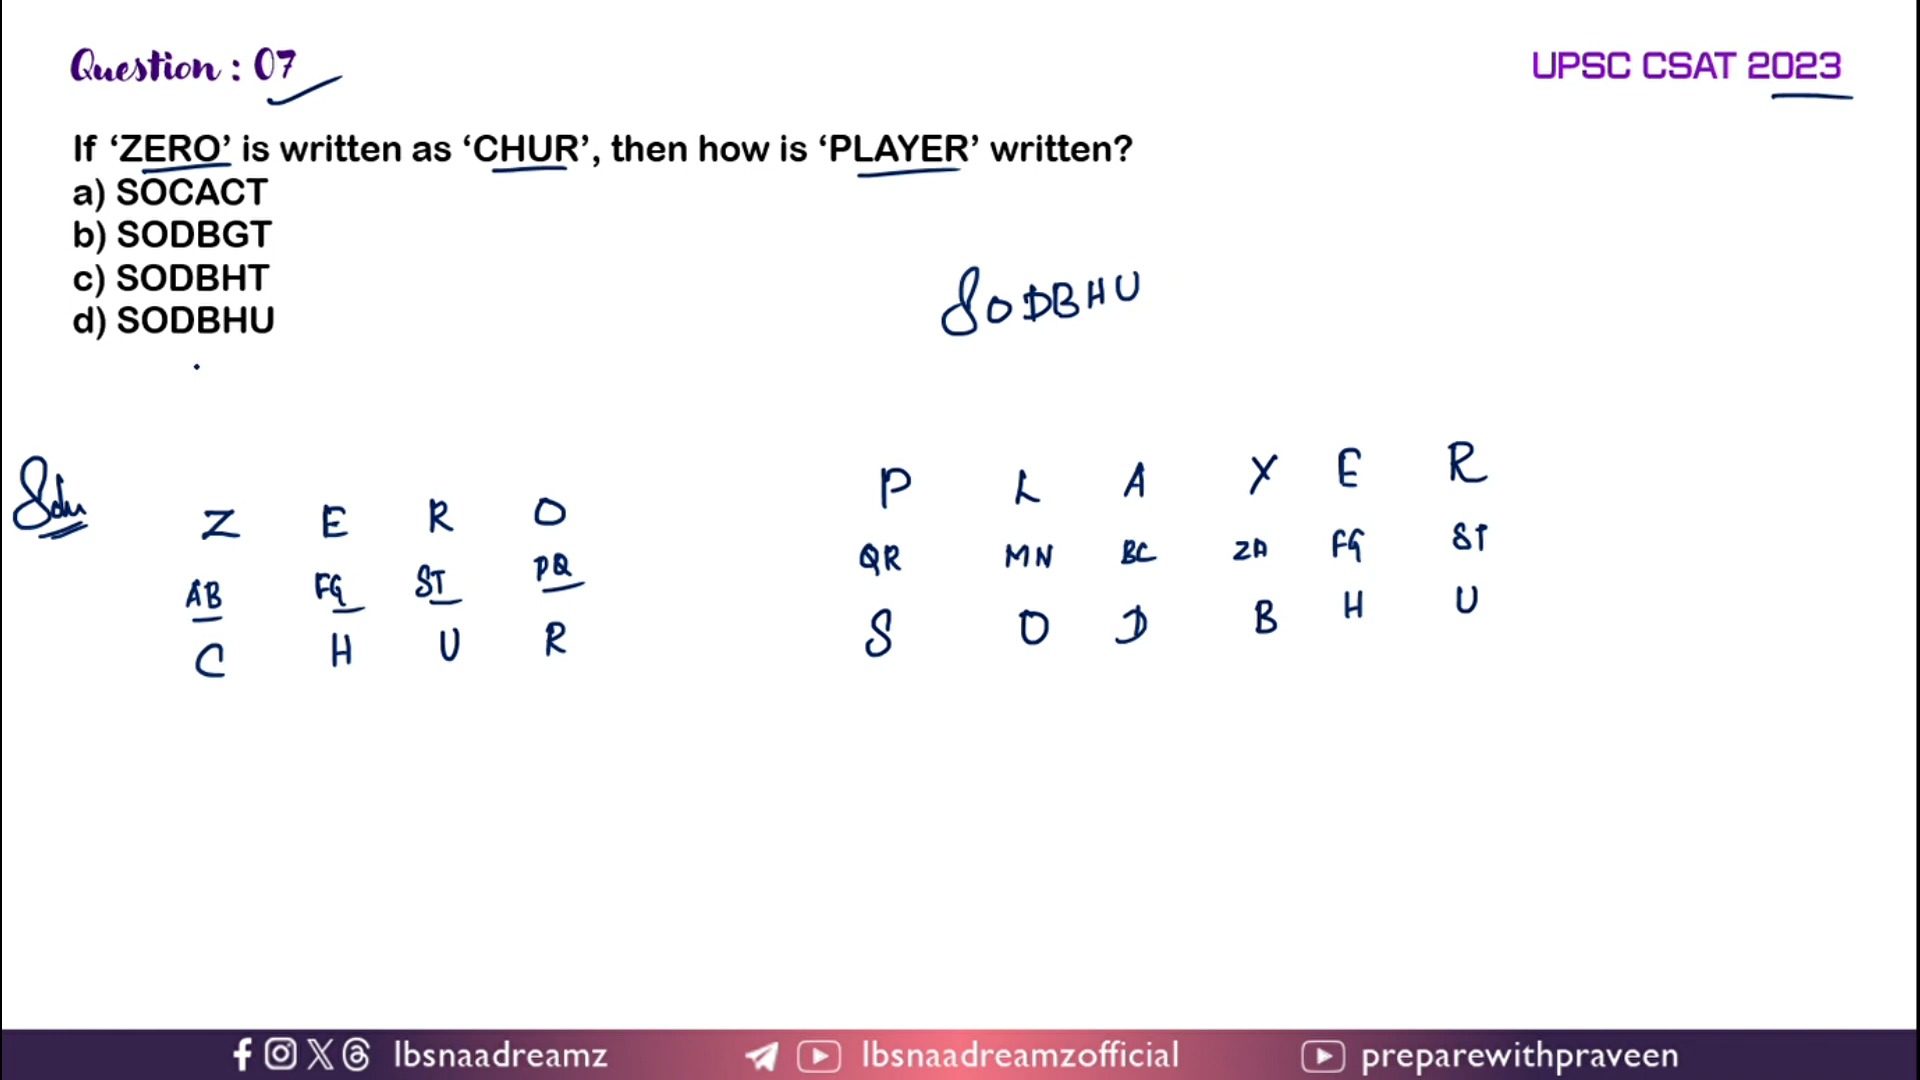 Question : 07
UPSC CSAT 2023
If ‘ZERO’ is written as ‘CHUR’, then how is ‘PLAYER’ written?
a) SOCACT
b) SODBGT
c) SODBHT
d) SODBHU
SODBHU
Soln
Z E R O
AB FG ST PQ
C H U R
P L A Y E R
QR MN BC ZA FG ST
S O D B H U
lbsnaadreamz
lbsnaadreamzofficial
preparewithpraveen